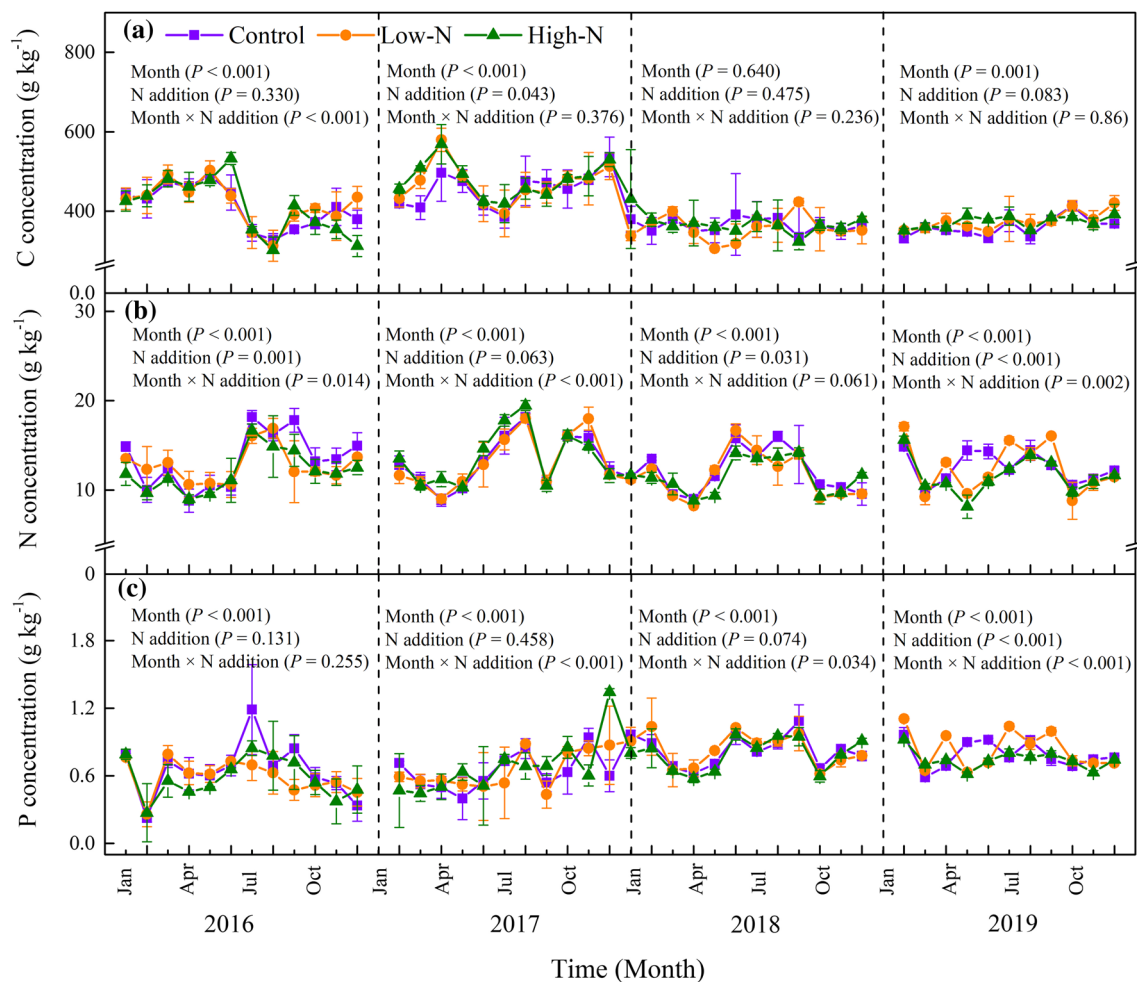 (a) Control Low-N High-N
C concentration (g kg⁻¹)
800
600
400
0.0
Month (P < 0.001)
N addition (P = 0.330)
Month × N addition (P < 0.001)
Month (P < 0.001)
N addition (P = 0.043)
Month × N addition (P = 0.376)
Month (P = 0.640)
N addition (P = 0.475)
Month × N addition (P = 0.236)
Month (P = 0.001)
N addition (P = 0.083)
Month × N addition (P = 0.86)
(b)
N concentration (g kg⁻¹)
30
20
10
0
Month (P < 0.001)
N addition (P = 0.001)
Month × N addition (P = 0.014)
Month (P < 0.001)
N addition (P = 0.063)
Month × N addition (P < 0.001)
Month (P < 0.001)
N addition (P = 0.031)
Month × N addition (P = 0.061)
Month (P < 0.001)
N addition (P < 0.001)
Month × N addition (P = 0.002)
(c)
P concentration (g kg⁻¹)
1.8
1.2
0.6
0.0
Month (P < 0.001)
N addition (P = 0.131)
Month × N addition (P = 0.255)
Month (P < 0.001)
N addition (P = 0.458)
Month × N addition (P < 0.001)
Month (P < 0.001)
N addition (P = 0.074)
Month × N addition (P = 0.034)
Month (P < 0.001)
N addition (P < 0.001)
Month × N addition (P < 0.001)
Jan Apr Jul Oct Jan Apr Jul Oct Jan Apr Jul Oct Jan Apr Jul Oct
2016 2017 2018 2019
Time (Month)